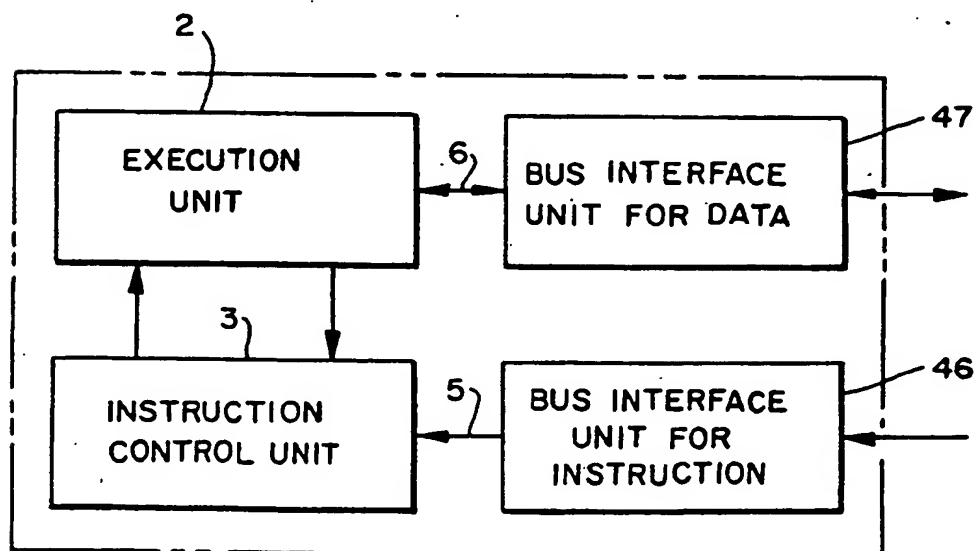 2
EXECUTION
UNIT
6
BUS INTERFACE
UNIT FOR DATA
47
3
INSTRUCTION
CONTROL UNIT
5
BUS INTERFACE
UNIT FOR
INSTRUCTION
46